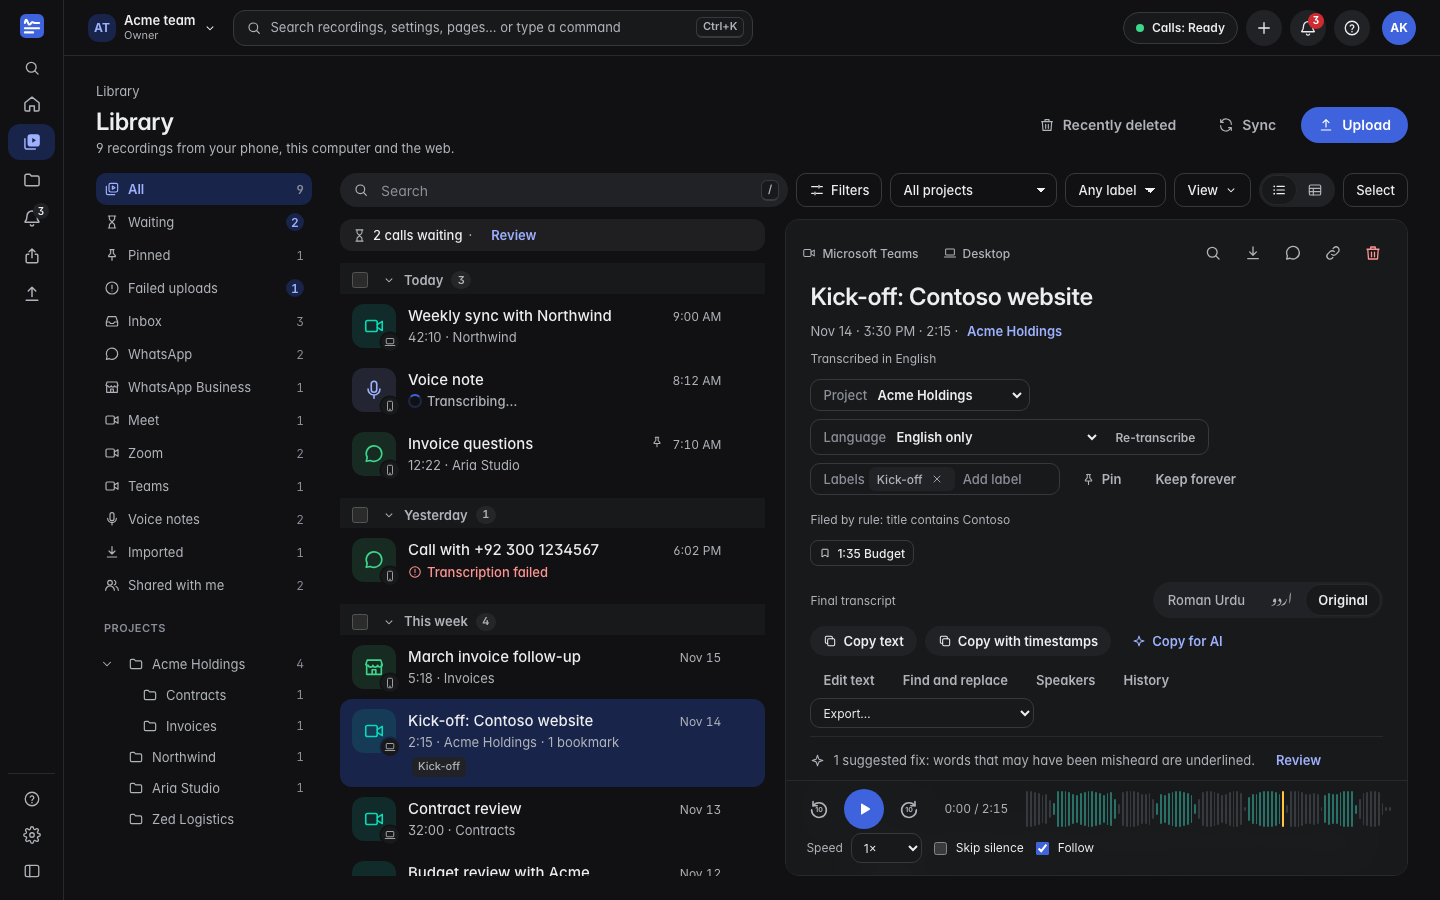 AT
Acme team
Owner
Search recordings, settings, pages... or type a command
Ctrl+K
Calls: Ready
3
AK
3
Library
Library
9 recordings from your phone, this computer and the web.
Recently deleted
Sync
Upload
All 9
Waiting 2
Pinned 1
Failed uploads 1
Inbox 3
WhatsApp 2
WhatsApp Business 1
Meet 1
Zoom 2
Teams 1
Voice notes 2
Imported 1
Shared with me 2
PROJECTS
Acme Holdings 4
Contracts 1
Invoices 1
Northwind 1
Aria Studio 1
Zed Logistics
Search /
Filters
All projects
Any label
View
Select
2 calls waiting · Review
Today 3
Weekly sync with Northwind 9:00 AM
42:10 · Northwind
Voice note 8:12 AM
Transcribing...
Invoice questions 7:10 AM
12:22 · Aria Studio
Yesterday 1
Call with +92 300 1234567 6:02 PM
Transcription failed
This week 4
March invoice follow-up Nov 15
5:18 · Invoices
Kick-off: Contoso website Nov 14
2:15 · Acme Holdings · 1 bookmark
Kick-off
Contract review Nov 13
32:00 · Contracts
Budget review with Acme Nov 12
Microsoft Teams Desktop
Kick-off: Contoso website
Nov 14 · 3:30 PM · 2:15 · Acme Holdings
Transcribed in English
Project Acme Holdings
Language English only Re-transcribe
Labels Kick-off × Add label Pin Keep forever
Filed by rule: title contains Contoso
1:35 Budget
Final transcript Roman Urdu اردو Original
Copy text Copy with timestamps Copy for AI
Edit text Find and replace Speakers History
Export...
1 suggested fix: words that may have been misheard are underlined. Review
10 10 0:00 / 2:15
Speed 1× Skip silence Follow